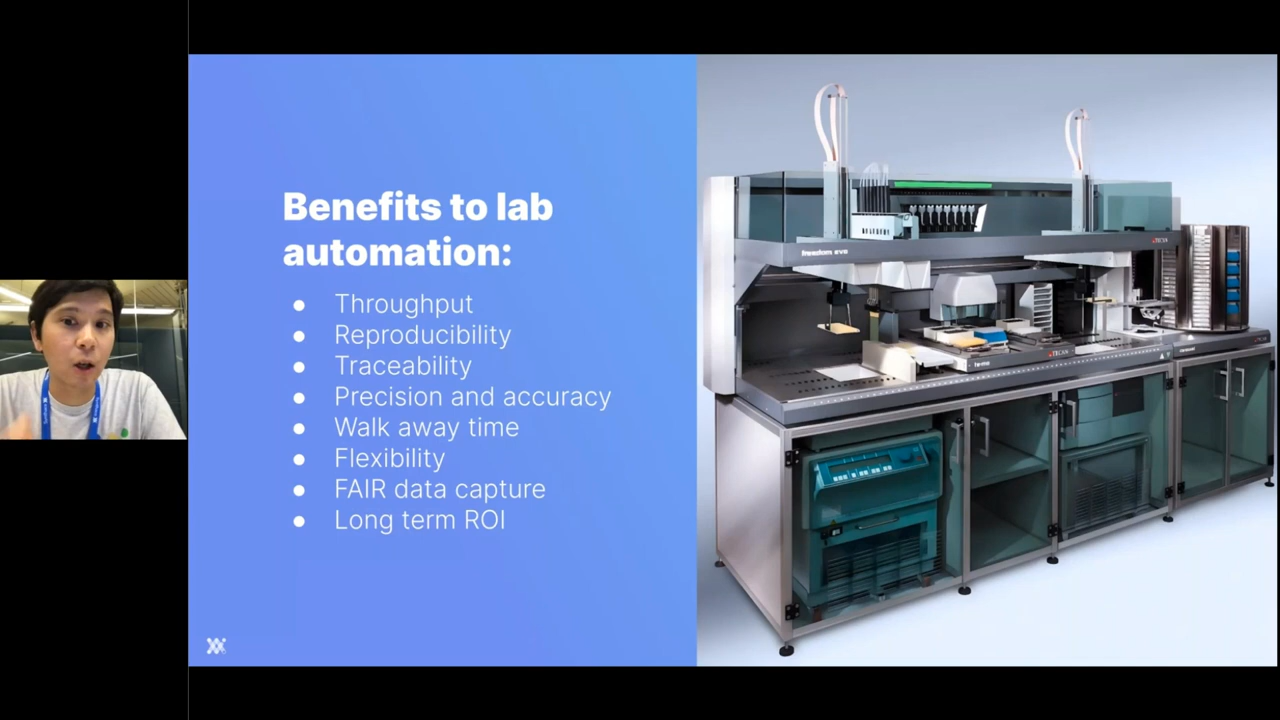 Benefits to lab
automation:
● Throughput
● Reproducibility
● Traceability
● Precision and accuracy
● Walk away time
● Flexibility
● FAIR data capture
● Long term ROI
freedom evo
TECAN
TECAN